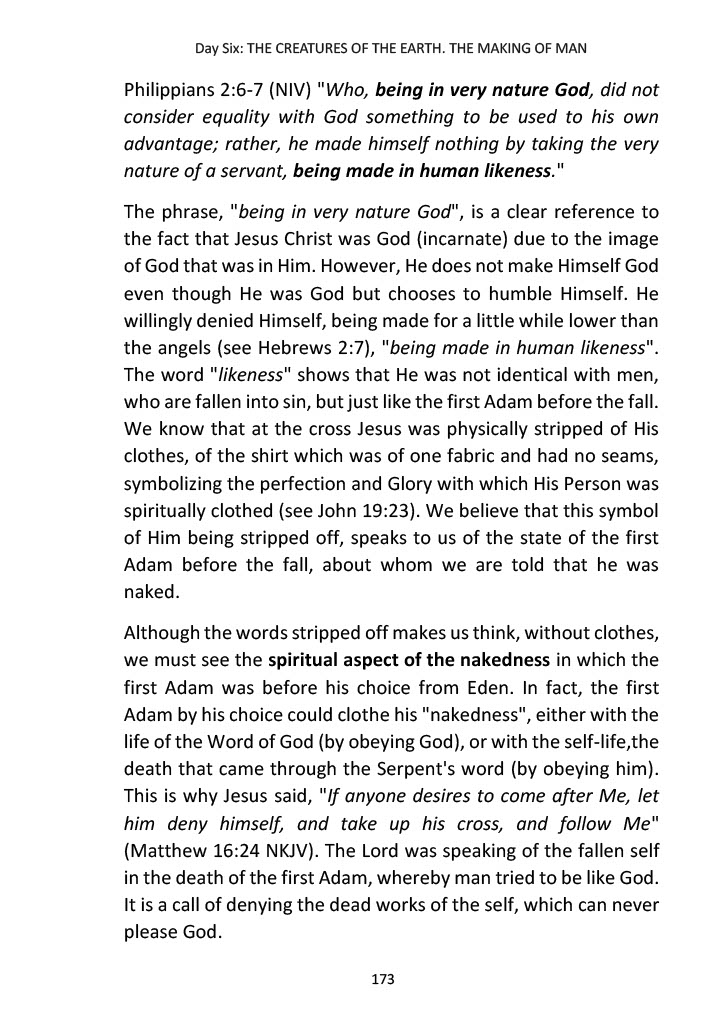 Day Six: THE CREATURES OF THE EARTH. THE MAKING OF MAN
Philippians 2:6-7 (NIV) "Who, being in very nature God, did not
consider equality with God something to be used to his own
advantage; rather, he made himself nothing by taking the very
nature of a servant, being made in human likeness."
The phrase, "being in very nature God", is a clear reference to
the fact that Jesus Christ was God (incarnate) due to the image
of God that was in Him. However, He does not make Himself God
even though He was God but chooses to humble Himself. He
willingly denied Himself, being made for a little while lower than
the angels (see Hebrews 2:7), "being made in human likeness".
The word "likeness" shows that He was not identical with men,
who are fallen into sin, but just like the first Adam before the fall.
We know that at the cross Jesus was physically stripped of His
clothes, of the shirt which was of one fabric and had no seams,
symbolizing the perfection and Glory with which His Person was
spiritually clothed (see John 19:23). We believe that this symbol
of Him being stripped off, speaks to us of the state of the first
Adam before the fall, about whom we are told that he was
naked.
Although the words stripped off makes us think, without clothes,
we must see the spiritual aspect of the nakedness in which the
first Adam was before his choice from Eden. In fact, the first
Adam by his choice could clothe his "nakedness", either with the
life of the Word of God (by obeying God), or with the self-life,the
death that came through the Serpent's word (by obeying him).
This is why Jesus said, "If anyone desires to come after Me, let
him deny himself, and take up his cross, and follow Me"
(Matthew 16:24 NKJV). The Lord was speaking of the fallen self
in the death of the first Adam, whereby man tried to be like God.
It is a call of denying the dead works of the self, which can never
please God.
173